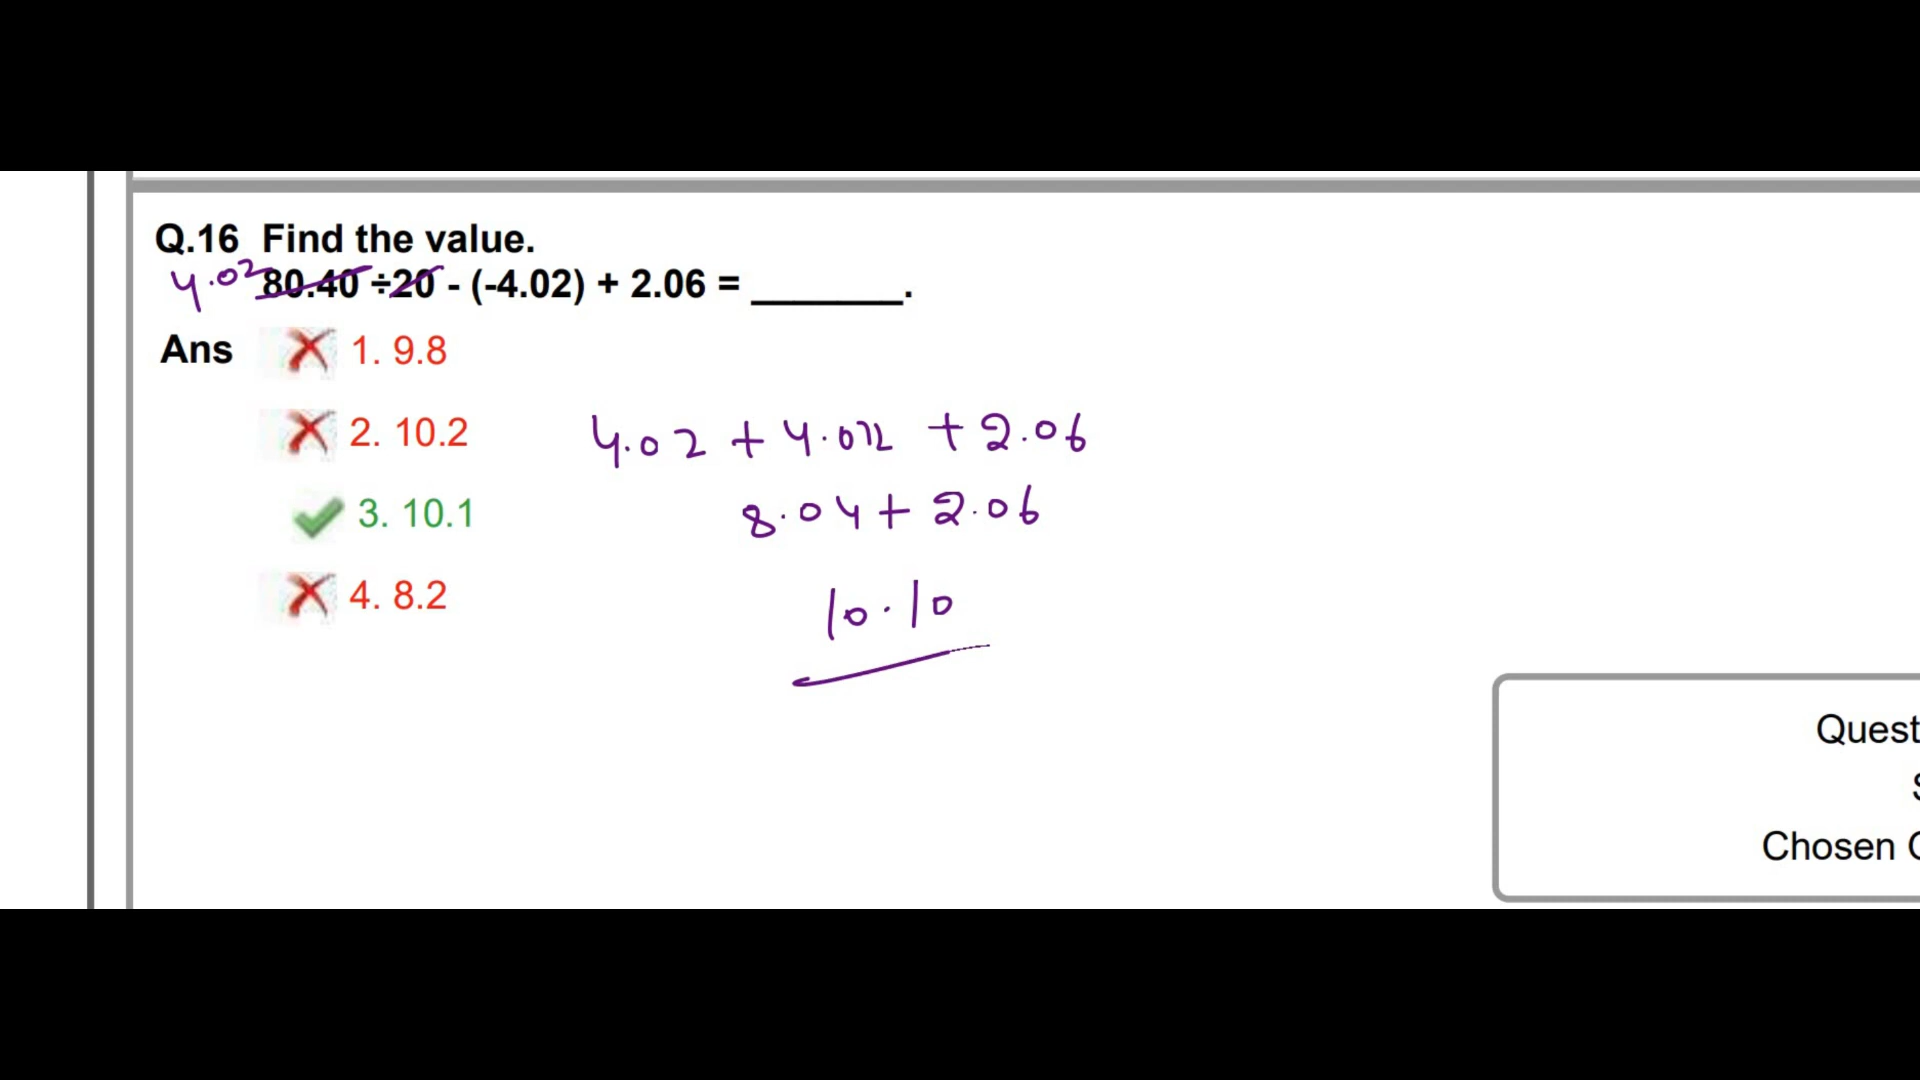 Q.16 Find the value.
4.02 80.40 ÷20 - (-4.02) + 2.06 = _______.
Ans 1. 9.8
2. 10.2
3. 10.1
4. 8.2
4.02 + 4.02 + 2.06
8.04 + 2.06
10.10
Quest
S
Chosen O